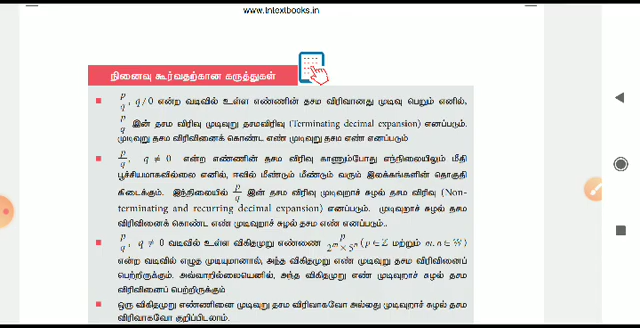 www.tntextbooks.in
நினைவு கூர்வதற்கான கருத்துகள்
p/q, q/0 என்ற வடிவில் உள்ள எண்ணின் தசம விரிவானது முடிவு பெறும் எனில்,
p/q இன் தசம விரிவு முடிவுறு தசமவிரிவு (Terminating decimal expansion) எனப்படும்.
முடிவுறு தசம விரிவினைக் கொண்ட எண் முடிவுறு தசம எண் எனப்படும்
p/q, q ≠ 0 என்ற எண்ணின் தசம விரிவு காணும்போது எந்நிலையிலும் மீதி
பூச்சியமாகவில்லை எனில், ஈவில் மீண்டும் மீண்டும் வரும் இலக்கங்களின் தொகுதி
கிடைக்கும். இந்நிலையில் p/q இன் தசம விரிவு முடிவுறாச் சுழல் தசம விரிவு (Non-
terminating and recurring decimal expansion) எனப்படும். முடிவுறாச் சுழல் தசம
விரிவினைக் கொண்ட எண் முடிவுறாச் சுழல் தசம எண் எனப்படும்..
p/q, q ≠ 0 வடிவில் உள்ள விகிதமுறு எண்ணை p/2ᵐ × 5ⁿ (p ∈ Z மற்றும் m, n ∈ W)
என்ற வடிவில் எழுத முடியுமானால், அந்த விகிதமுறு எண் முடிவுறு தசம விரிவினைப்
பெற்றிருக்கும். அவ்வாறில்லையெனில், அந்த விகிதமுறு எண் முடிவுறாச் சுழல் தசம
விரிவினைப் பெற்றிருக்கும்
ஒரு விகிதமுறு எண்ணினை முடிவுறு தசம விரிவாகவோ அல்லது முடிவுறாச் சுழல் தசம
விரிவாகவோ குறிப்பிடலாம்.